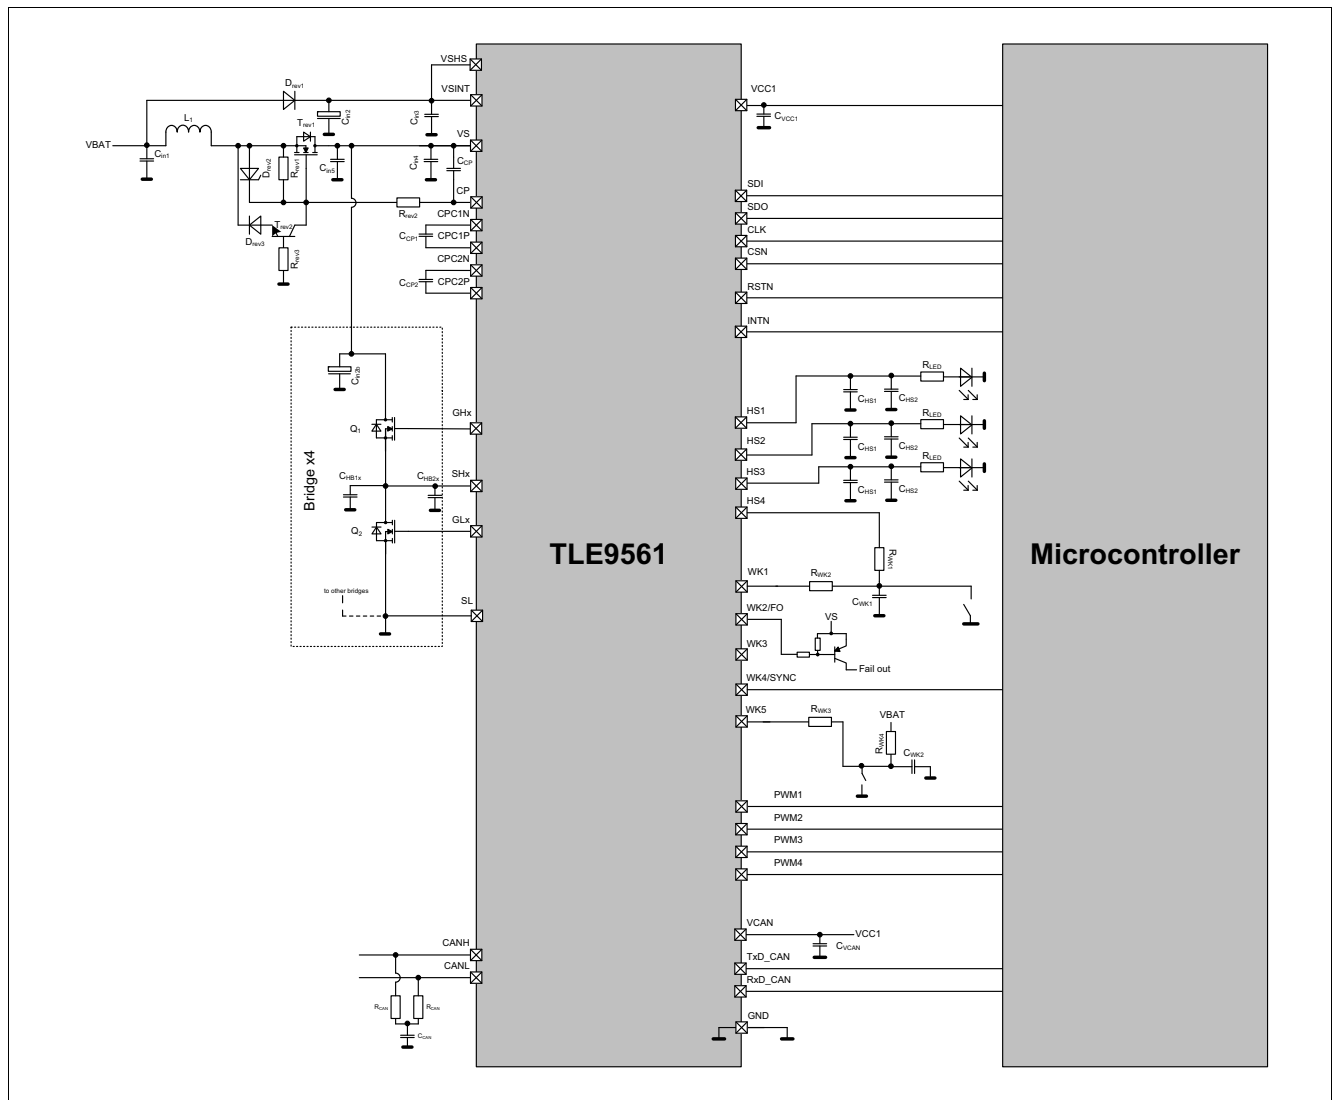 VSHS
VSINT
VS
CP
CPC1N
CPC1P
CPC2N
CPC2P
VBAT
L1
Cin1
Drev1
Cin2
Cin3
Trev1
Drev2
Rrev1
Cin5
Cin4
CCP
Rrev2
Trev2
Drev3
Rrev3
CCP1
CCP2
Bridge x4
Cin2b
Q1
GHx
CHB1x
CHB2x
SHx
Q2
GLx
to other bridges
SL
CANH
CANL
RCAN
RCAN
CCAN
TLE9561
VCC1
CVCC1
SDI
SDO
CLK
CSN
RSTN
INTN
HS1
CHS1
CHS2
RLED
HS2
CHS1
CHS2
RLED
HS3
CHS1
CHS2
RLED
HS4
RWK1
WK1
RWK2
CWK1
WK2/FO
VS
WK3
Fail out
WK4/SYNC
WK5
RWK3
VBAT
RWK4
CWK2
PWM1
PWM2
PWM3
PWM4
VCAN
VCC1
CVCAN
TxD_CAN
RxD_CAN
GND
Microcontroller